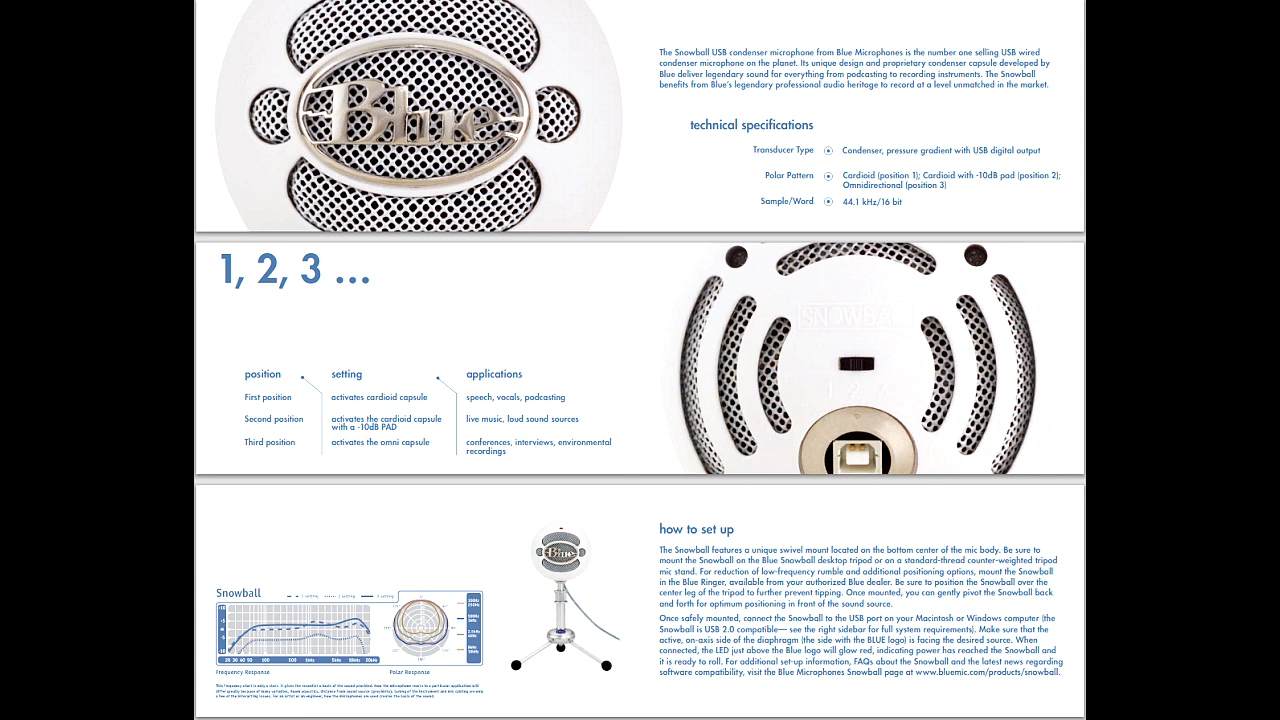 Blue
The Snowball USB condenser microphone from Blue Microphones is the number one selling USB wired
condenser microphone on the planet. Its unique design and proprietary condenser capsule developed by
Blue deliver legendary sound for everything from podcasting to recording instruments. The Snowball
benefits from Blue's legendary professional audio heritage to record at a level unmatched in the market.
technical specifications
Transducer Type Condenser, pressure gradient with USB digital output
Polar Pattern Cardioid (position 1); Cardioid with -10dB pad (position 2);
Omnidirectional (position 3)
Sample/Word 44.1 kHz/16 bit
1, 2, 3 ...
position setting applications
First position activates cardioid capsule speech, vocals, podcasting
Second position activates the cardioid capsule live music, loud sound sources
with a -10dB PAD
Third position activates the omni capsule conferences, interviews, environmental
recordings
SNOWBALL
1 2 3
Snowball
1 setting 2 setting 3 setting
Frequency Response Polar Response
Blue
how to set up
The Snowball features a unique swivel mount located on the bottom center of the mic body. Be sure to
mount the Snowball on the Blue Snowball desktop tripod or on a standard-thread counter-weighted tripod
mic stand. For reduction of low-frequency rumble and additional positioning options, mount the Snowball
in the Blue Ringer, available from your authorized Blue dealer. Be sure to position the Snowball over the
center leg of the tripod to further prevent tipping. Once mounted, you can gently pivot the Snowball back
and forth for optimum positioning in front of the sound source.
Once safely mounted, connect the Snowball to the USB port on your Macintosh or Windows computer (the
Snowball is USB 2.0 compatible— see the right sidebar for full system requirements). Make sure that the
active, on-axis side of the diaphragm (the side with the BLUE logo) is facing the desired source. When
connected, the LED just above the Blue logo will glow red, indicating power has reached the Snowball and
it is ready to roll. For additional set-up information, FAQs about the Snowball and the latest news regarding
software compatibility, visit the Blue Microphones Snowball page at www.bluemic.com/products/snowball.